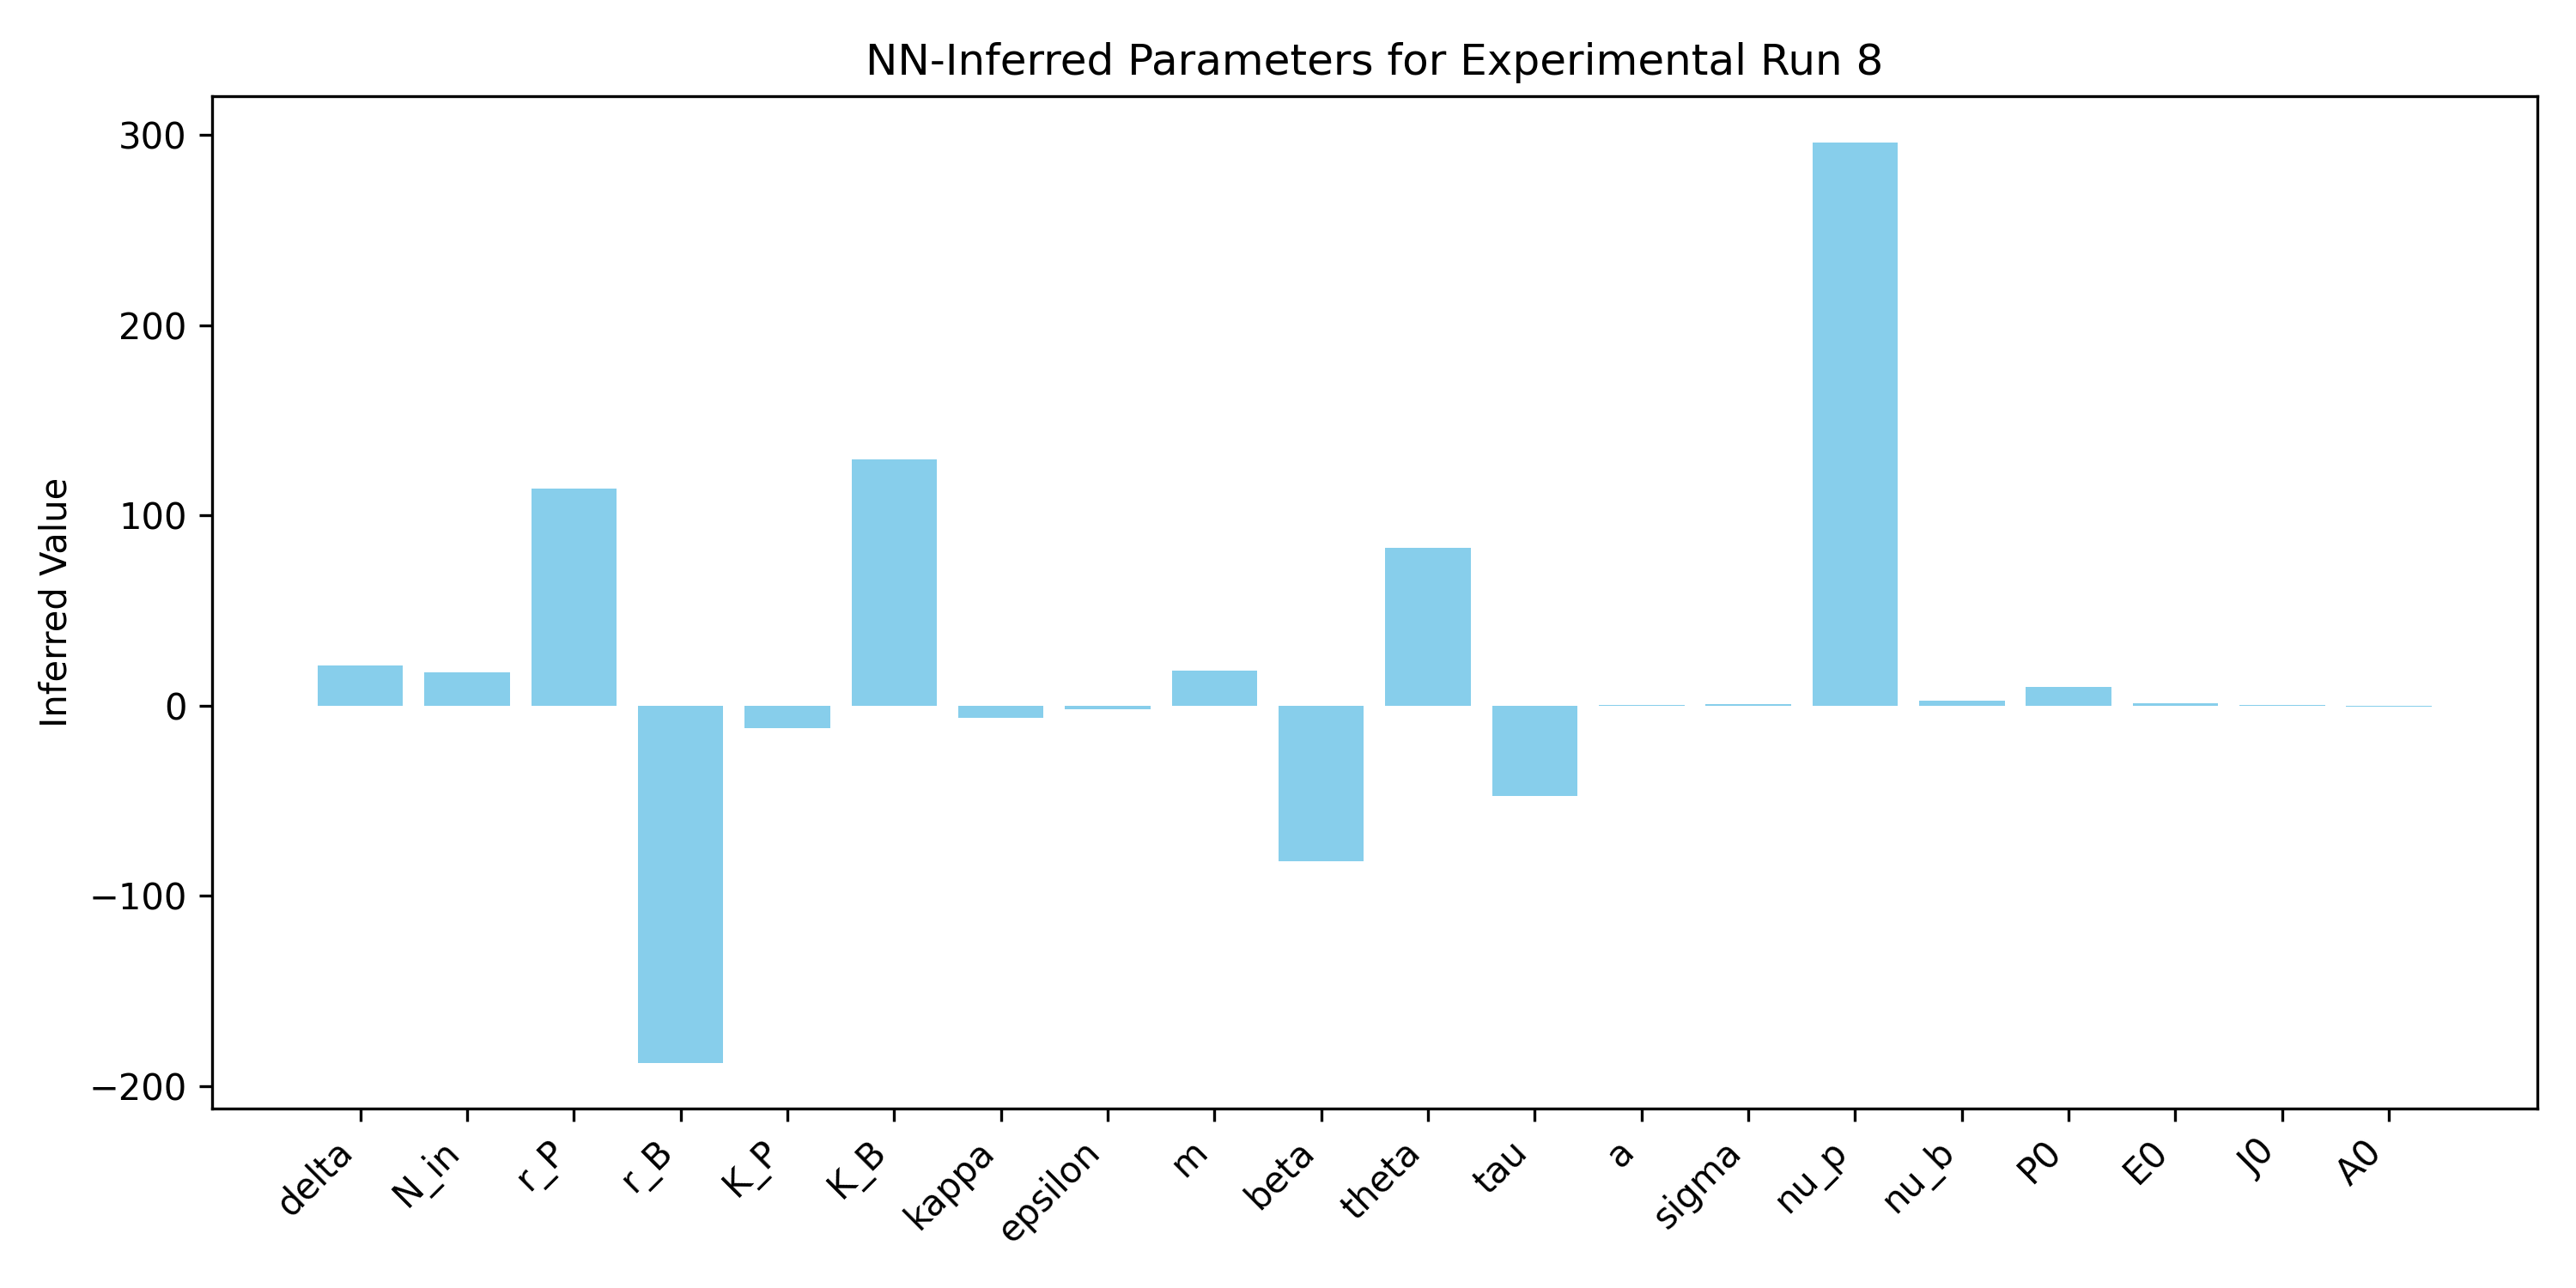 NN-Inferred Parameters for Experimental Run 8
Inferred Value
300
200
100
0
−100
−200
delta
N_in
r_P
r_B
K_P
K_B
kappa
epsilon
m
beta
theta
tau
a
sigma
nu_p
nu_b
P0
E0
J0
A0